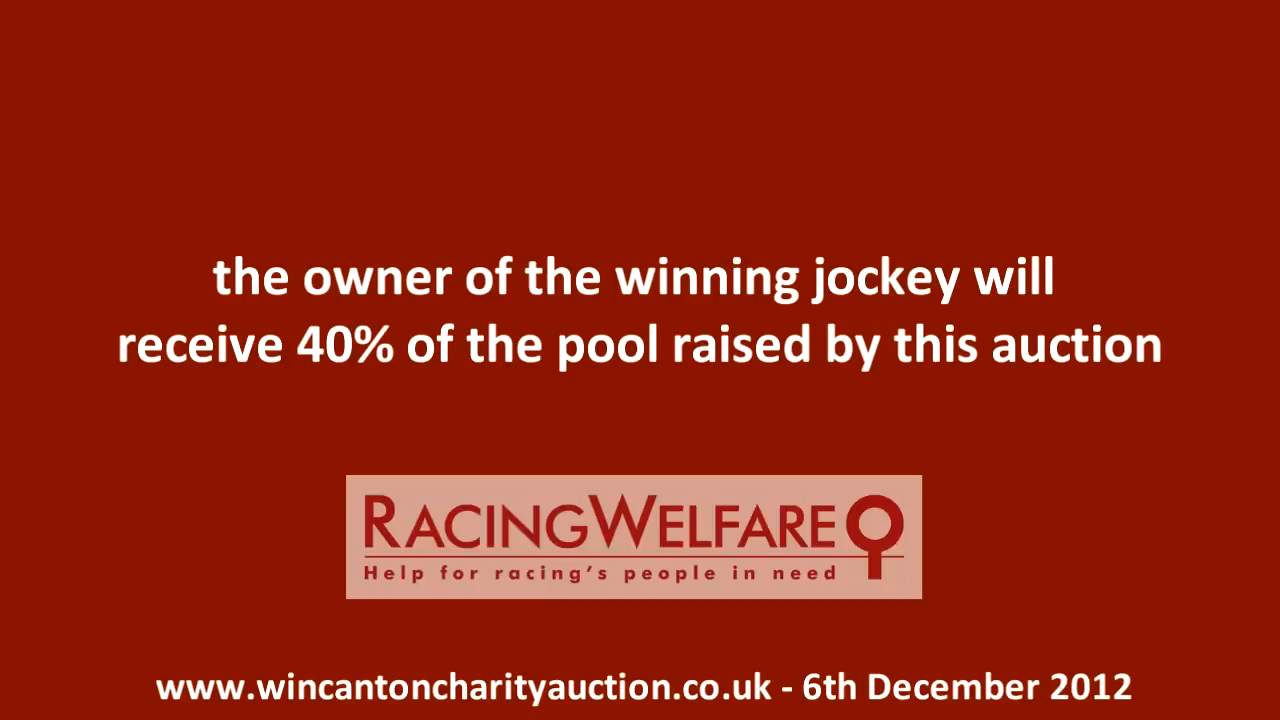 the owner of the winning jockey will
receive 40% of the pool raised by this auction
RACINGWELFARE
Help for racing's people in need
www.wincantoncharityauction.co.uk - 6th December 2012